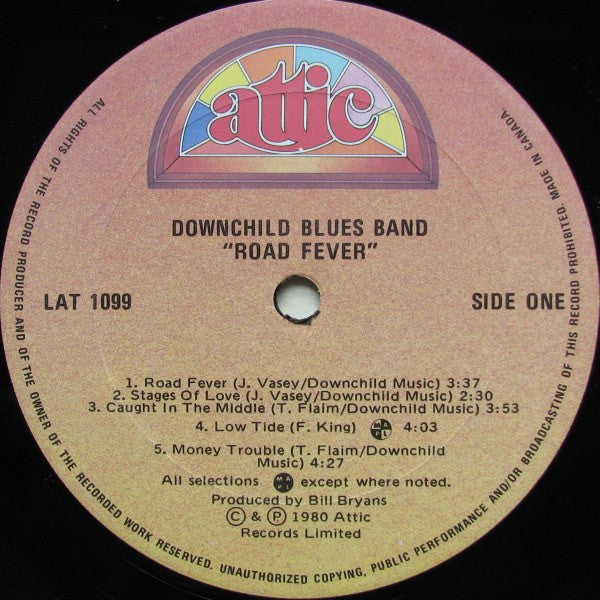 attic
DOWNCHILD BLUES BAND
"ROAD FEVER"
LAT 1099
SIDE ONE
1. Road Fever (J. Vasey/Downchild Music) 3:37
2. Stages Of Love (J. Vasey/Downchild Music) 2:30
3. Caught In The Middle (T. Flaim/Downchild Music) 3:53
4. Low Tide (F. King) MAPL 4:03
5. Money Trouble (T. Flaim/Downchild
Music) 4:27
All selections MAPL except where noted.
Produced by Bill Bryans
© & ℗ 1980 Attic
Records Limited
ALL RIGHTS OF THE RECORD PRODUCER AND OF THE OWNER OF THE RECORDED WORK RESERVED. UNAUTHORIZED COPYING, PUBLIC PERFORMANCE AND/OR BROADCASTING OF THIS RECORD PROHIBITED. MADE IN CANADA.